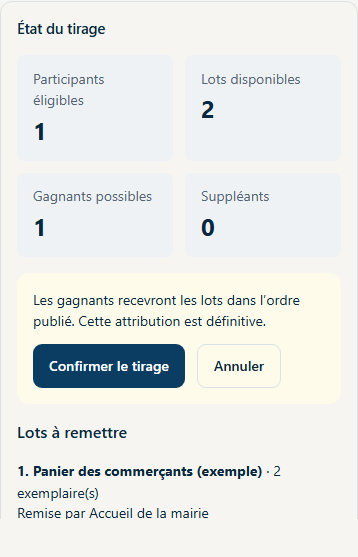 État du tirage
Participants
éligibles
1
Lots disponibles
2
Gagnants possibles
1
Suppléants
0
Les gagnants recevront les lots dans l'ordre
publié. Cette attribution est définitive.
Confirmer le tirage
Annuler
Lots à remettre
1. Panier des commerçants (exemple) · 2
exemplaire(s)
Remise par Accueil de la mairie